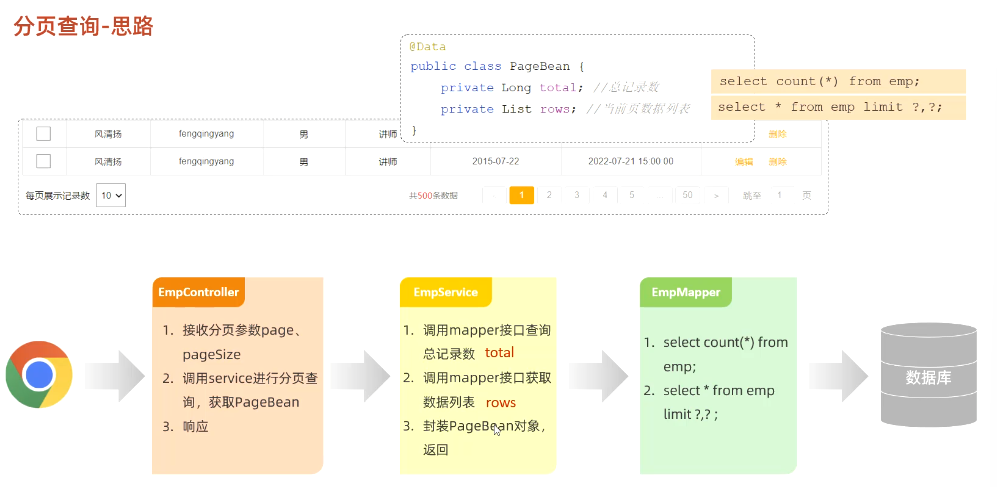 分页查询-思路
@Data
public class PageBean {
private Long total; //总记录数
private List rows; //当前页数据列表
}
select count(*) from emp;
select * from emp limit ?,?;
风清扬 fengqingyang 男 讲师 删除
风清扬 fengqingyang 男 讲师 2015-07-22 2022-07-21 15 00 00 编辑 删除
每页展示记录数 10 共500条数据 1 2 3 4 5 ... 50 > 跳至 1 页
EmpController
1. 接收分页参数page、
pageSize
2. 调用service进行分页查
询，获取PageBean
3. 响应
EmpService
1. 调用mapper接口查询
总记录数 total
2. 调用mapper接口获取
数据列表 rows
3. 封装PageBean对象，
返回
EmpMapper
1. select count(*) from
emp;
2. select * from emp
limit ?,? ;
数据库